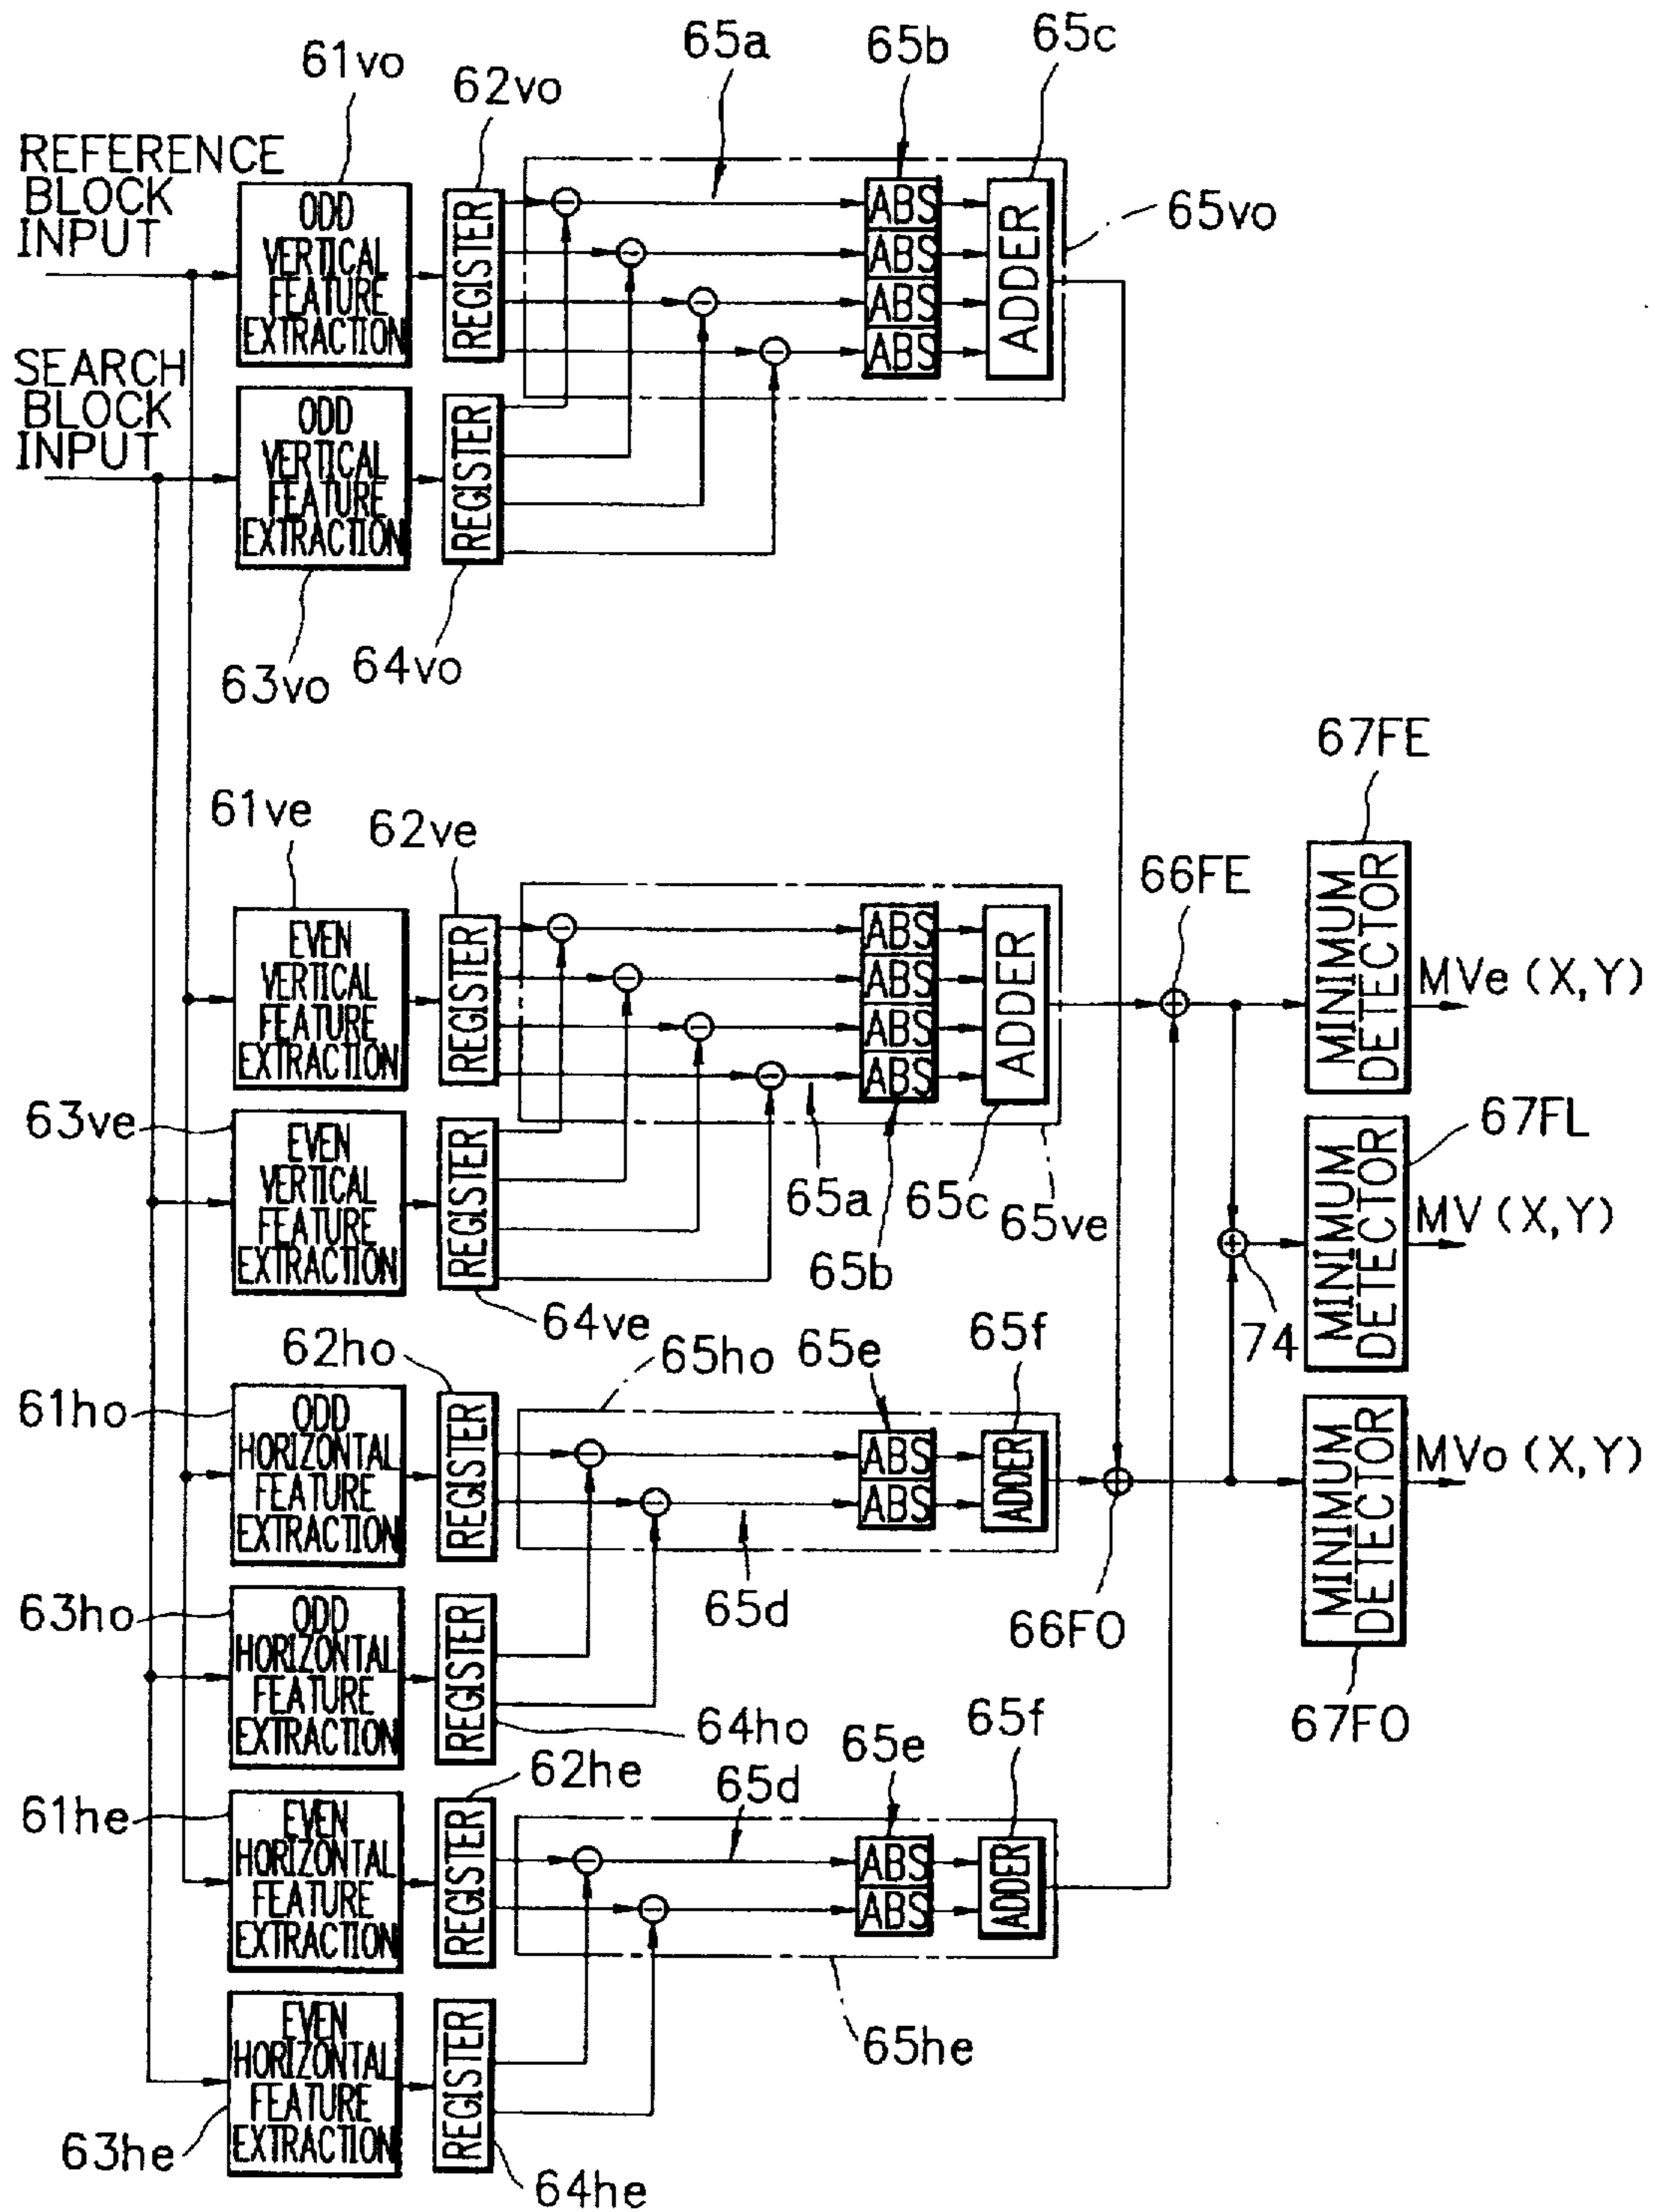 61vo
62vo
65a
65b
65c
REFERENCE
BLOCK
INPUT
ODD
VERTICAL
FEATURE
EXTRACTION
REGISTER
ABS
ABS
ABS
ABS
ADDER
65vo
SEARCH
BLOCK
INPUT
ODD
VERTICAL
FEATURE
EXTRACTION
REGISTER
63vo
64vo
61ve
62ve
EVEN
VERTICAL
FEATURE
EXTRACTION
REGISTER
ABS
ABS
ABS
ABS
ADDER
66FE
67FE
MINIMUM
DETECTOR
MVe (X,Y)
63ve
EVEN
VERTICAL
FEATURE
EXTRACTION
REGISTER
64ve
65a
65b
65c
65ve
67FL
MINIMUM
DETECTOR
MV (X,Y)
74
61ho
62ho
65ho
65e
65f
ODD
HORIZONTAL
FEATURE
EXTRACTION
REGISTER
ABS
ABS
ADDER
65d
66FO
MINIMUM
DETECTOR
MVo (X,Y)
67FO
63ho
ODD
HORIZONTAL
FEATURE
EXTRACTION
REGISTER
64ho
61he
62he
65d
65e
65f
EVEN
HORIZONTAL
FEATURE
EXTRACTION
REGISTER
ABS
ABS
ADDER
65he
63he
EVEN
HORIZONTAL
FEATURE
EXTRACTION
REGISTER
64he